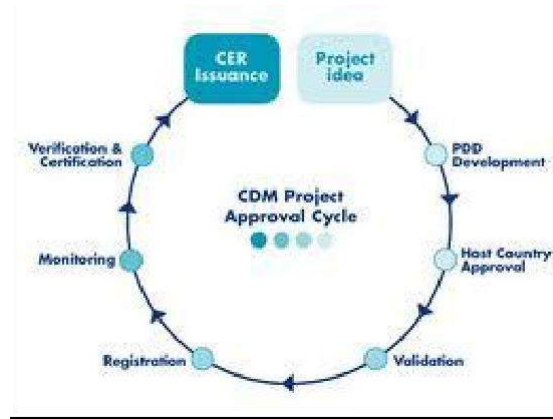 CER
Issuance
Project
idea
PDD
Development
Host Country
Approval
Validation
Registration
Monitoring
Verification &
Certification
CDM Project
Approval Cycle